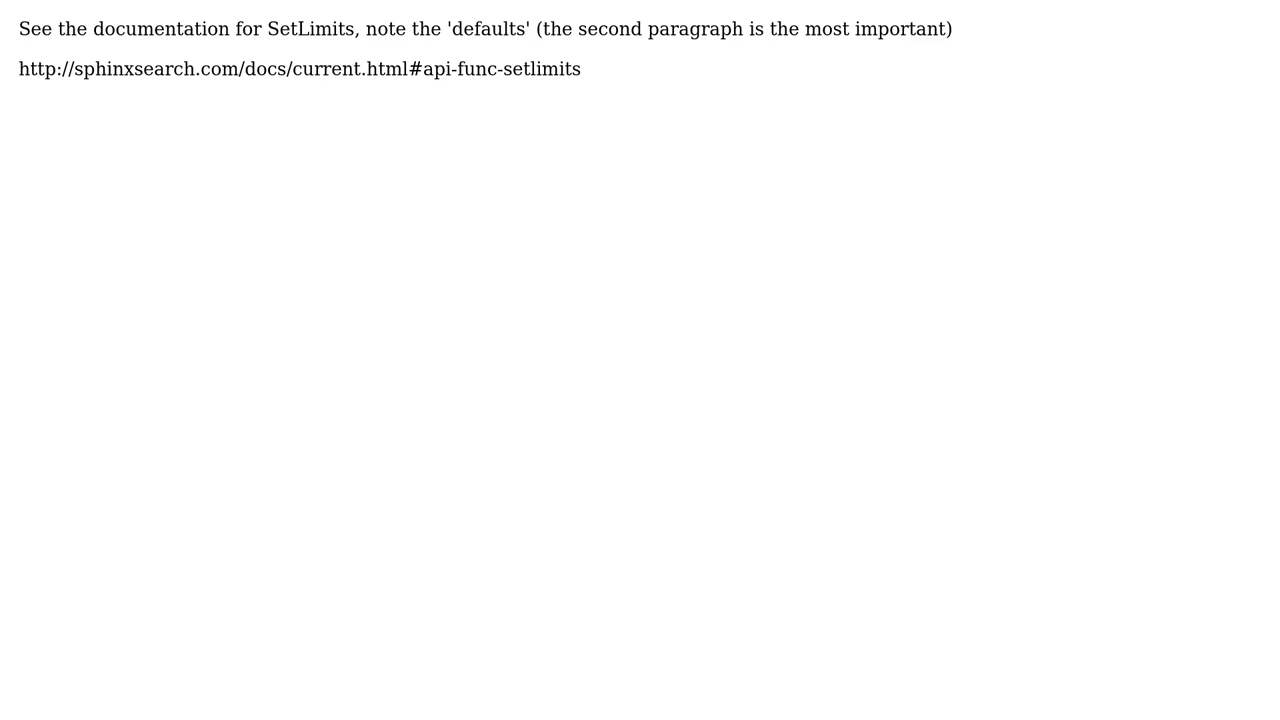 See the documentation for SetLimits, note the 'defaults' (the second paragraph is the most important)
http://sphinxsearch.com/docs/current.html#api-func-setlimits